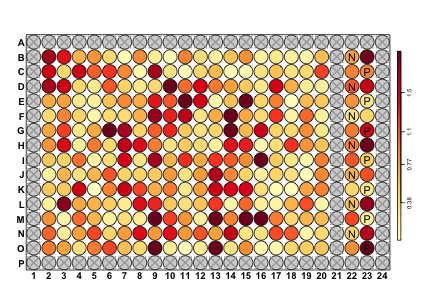 A
B N
C P
D N
E P
F N
G P
H N
I P
J N
K P
L N
M P
N N
O P
P
1 2 3 4 5 6 7 8 9 10 11 12 13 14 15 16 17 18 19 20 21 22 23 24
1.5
1.1
0.77
0.38